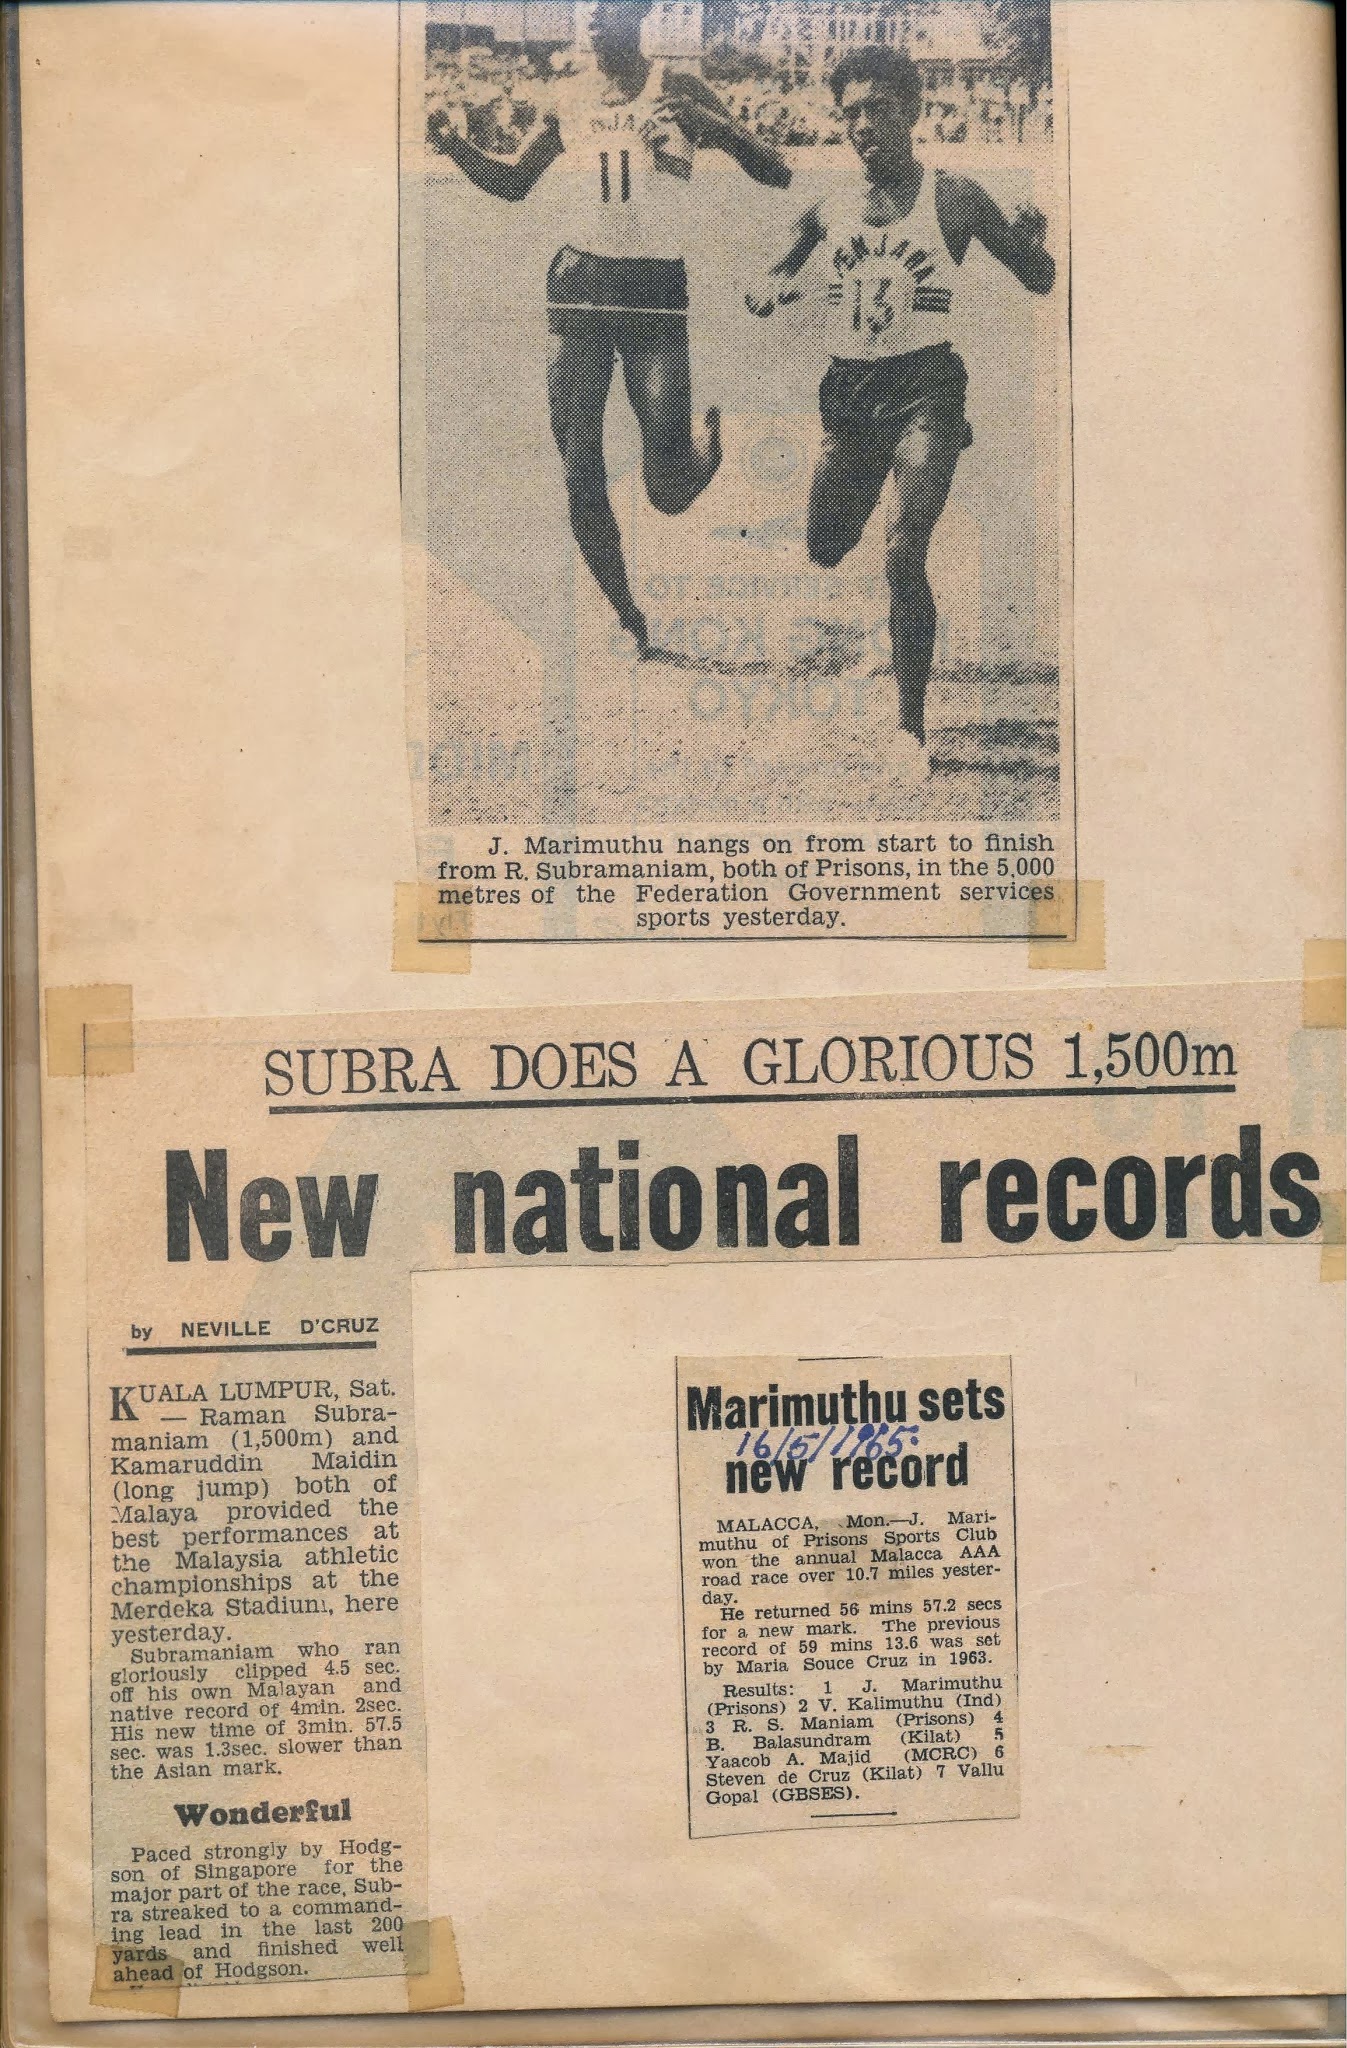 11
PENJARA
13
J. Marimuthu hangs on from start to finish
from R. Subramaniam, both of Prisons, in the 5,000
metres of the Federation Government services
sports yesterday.
SUBRA DOES A GLORIOUS 1,500m
New national records
by NEVILLE D'CRUZ
KUALA LUMPUR, Sat.
— Raman Subra-
maniam (1,500m) and
Kamaruddin Maidin
(long jump) both of
Malaya provided the
best performances at
the Malaysia athletic
championships at the
Merdeka Stadium, here
yesterday.
Subramaniam who ran
gloriously clipped 4.5 sec.
off his own Malayan and
native record of 4min. 2sec.
His new time of 3min. 57.5
sec. was 1.3sec. slower than
the Asian mark.
Wonderful
Paced strongly by Hodg-
son of Singapore for the
major part of the race, Sub-
ra streaked to a command-
ing lead in the last 200
yards and finished well
ahead of Hodgson.
Marimuthu sets
16/5/1965.
new record
MALACCA, Mon.—J. Mari-
muthu of Prisons Sports Club
won the annual Malacca AAA
road race over 10.7 miles yester-
day.
He returned 56 mins 57.2 secs
for a new mark. The previous
record of 59 mins 13.6 was set
by Maria Souce Cruz in 1963.
Results: 1 J. Marimuthu
(Prisons) 2 V. Kalimuthu (Ind)
3 R. S. Maniam (Prisons) 4
B. Balasundram (Kilat) 5
Yaacob A. Majid (MCRC) 6
Steven de Cruz (Kilat) 7 Vallu
Gopal (GBSES).